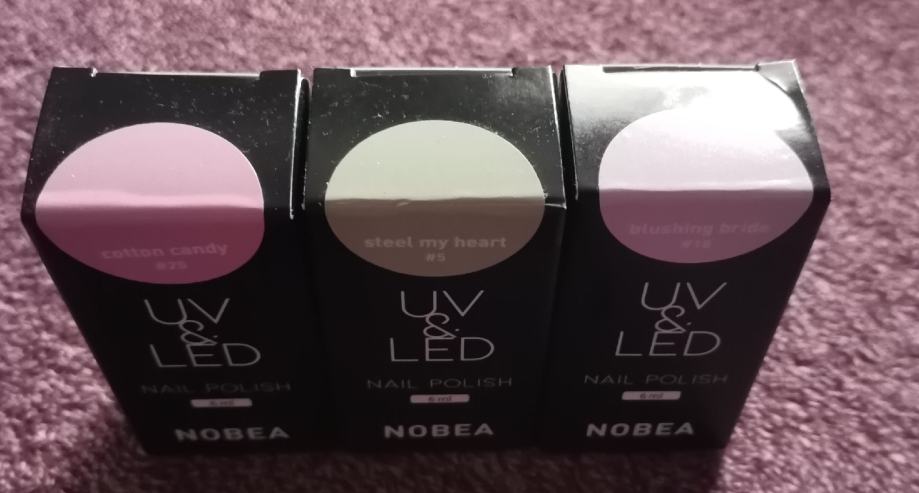 cotton candy
#25
UV
&
LED
NAIL POLISH
6 ml
NOBEA
steel my heart
#5
UV
&
LED
NAIL POLISH
6 ml
NOBEA
blushing bride
#18
UV
&
LED
NAIL POLISH
6 ml
NOBEA